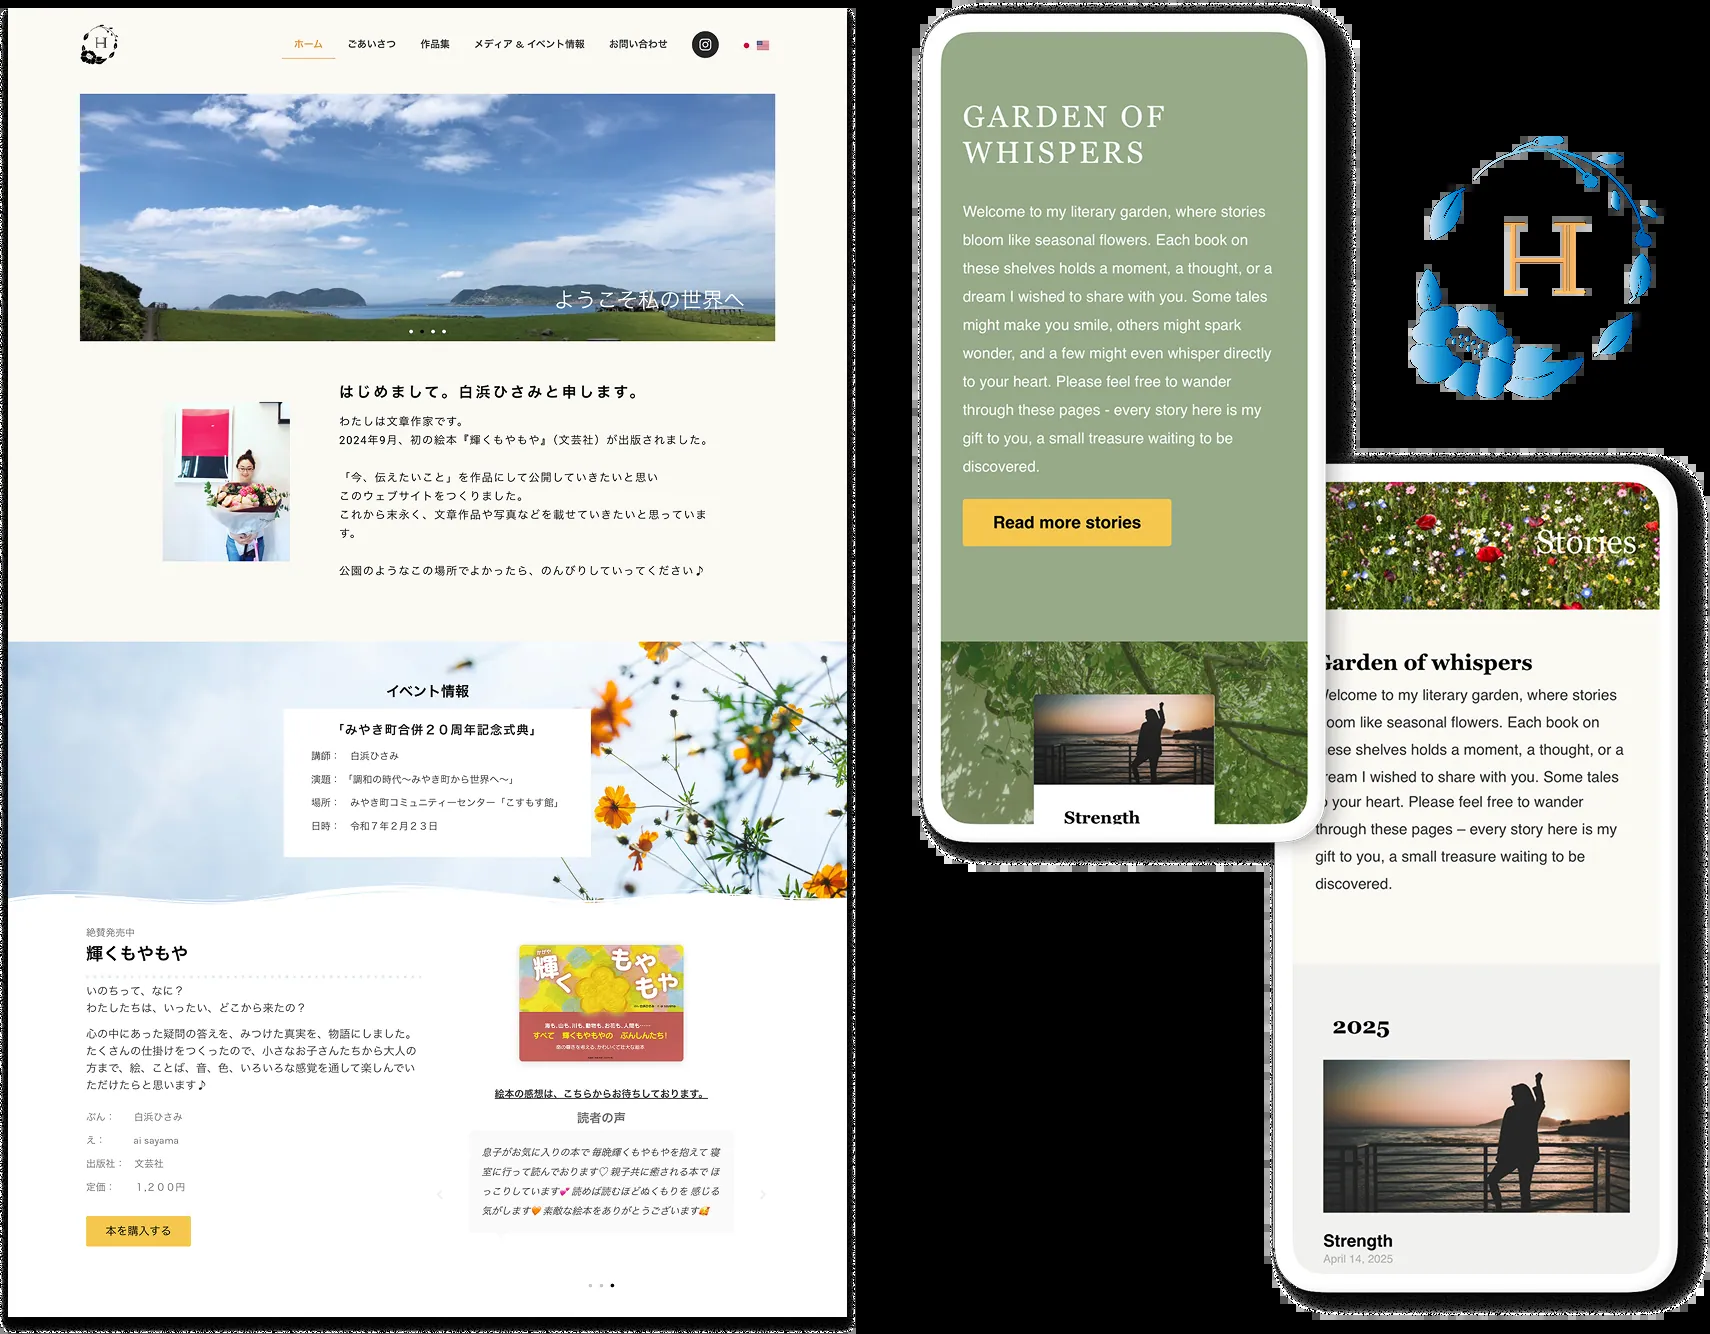 H
ホーム ごあいさつ 作品集 メディア & イベント情報 お問い合わせ
ようこそ私の世界へ
はじめまして。白浜ひさみと申します。
わたしは文章作家です。
2024年9月、初の絵本『輝くもやもや』（文芸社）が出版されました。
「今、伝えたいこと」を作品にして公開していきたいと思い
このウェブサイトをつくりました。
これから末永く、文章作品や写真などを載せていきたいと思っていま
す。
公園のようなこの場所でよかったら、のんびりしていってください♪
イベント情報
「みやき町合併２０周年記念式典」
講師： 白浜ひさみ
演題： 「調和の時代〜みやき町から世界へ〜」
場所： みやき町コミュニティーセンター「こすもす館」
日時： 令和７年２月２３日
絶賛発売中
輝くもやもや
いのちって、なに？
わたしたちは、いったい、どこから来たの？
心の中にあった疑問の答えを、みつけた真実を、物語にしました。
たくさんの仕掛けをつくったので、小さなお子さんたちから大人の
方まで、絵、ことば、音、色、いろいろな感覚を通して楽しんでい
ただけたらと思います♪
ぶん： 白浜ひさみ
え： ai sayama
出版社： 文芸社
定価： １,２００円
本を購入する
かがや
輝く
もや
もや
海も、山も、川も、動物も、お花も、人間も……
すべて 輝くもやもやの ぶんしんたち！
絵本の感想は、こちらからお待ちしております。
読者の声
息子がお気に入りの本で 毎晩輝くもやもやを抱えて 寝
室に行って読んでおります♡ 親子共に癒される本で ほ
っこりしています💕 読めば読むほどぬくもりを 感じる
気がします🧡 素敵な絵本をありがとうございます🥰
GARDEN OF
WHISPERS
Welcome to my literary garden, where stories
bloom like seasonal flowers. Each book on
these shelves holds a moment, a thought, or a
dream I wished to share with you. Some tales
might make you smile, others might spark
wonder, and a few might even whisper directly
to your heart. Please feel free to wander
through these pages - every story here is my
gift to you, a small treasure waiting to be
discovered.
Read more stories
Strength
H
Stories
Garden of whispers
Welcome to my literary garden, where stories
bloom like seasonal flowers. Each book on
these shelves holds a moment, a thought, or a
dream I wished to share with you. Some tales
to your heart. Please feel free to wander
through these pages – every story here is my
gift to you, a small treasure waiting to be
discovered.
2025
Strength
April 14, 2025